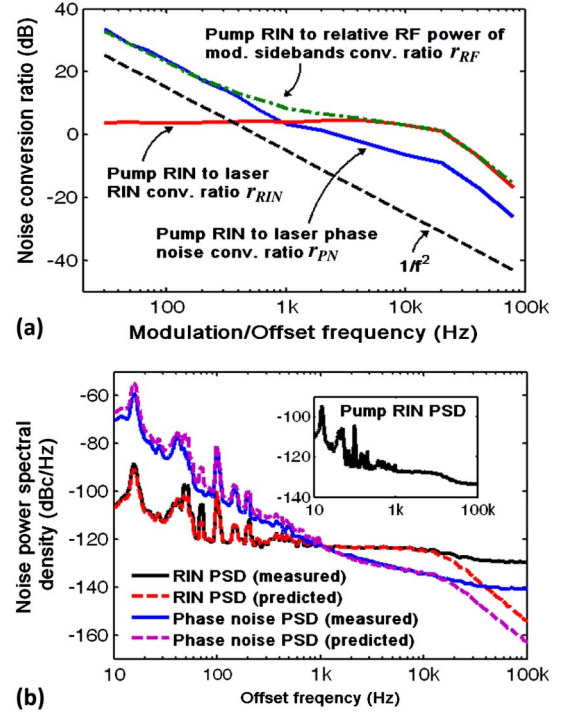 Noise conversion ratio (dB)
40
20
0
-20
-40
Pump RIN to relative RF power of
mod. sidebands conv. ratio rRF
Pump RIN to laser
RIN conv. ratio rRIN
Pump RIN to laser phase
noise conv. ratio rPN
1/f2
100
1k
10k
100k
(a)
Modulation/Offset frequency (Hz)
Noise power spectral
density (dBc/Hz)
-60
-80
-100
-120
-140
-160
Pump RIN PSD
-100
-120
-140
10
1k
100k
RIN PSD (measured)
RIN PSD (predicted)
Phase noise PSD (measured)
Phase noise PSD (predicted)
10
100
1k
10k
100k
(b)
Offset freqency (Hz)